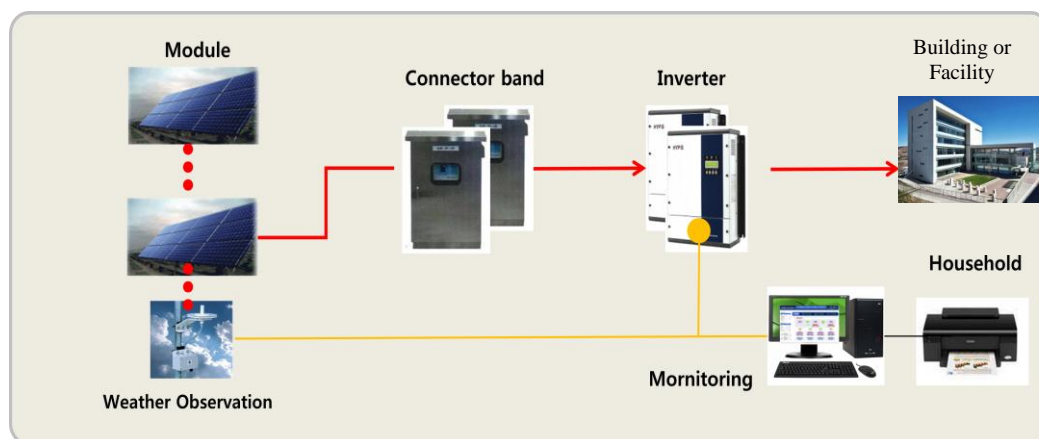 Module
Connector band
Inverter
Building or
Facility
Household
Mornitoring
Weather Observation